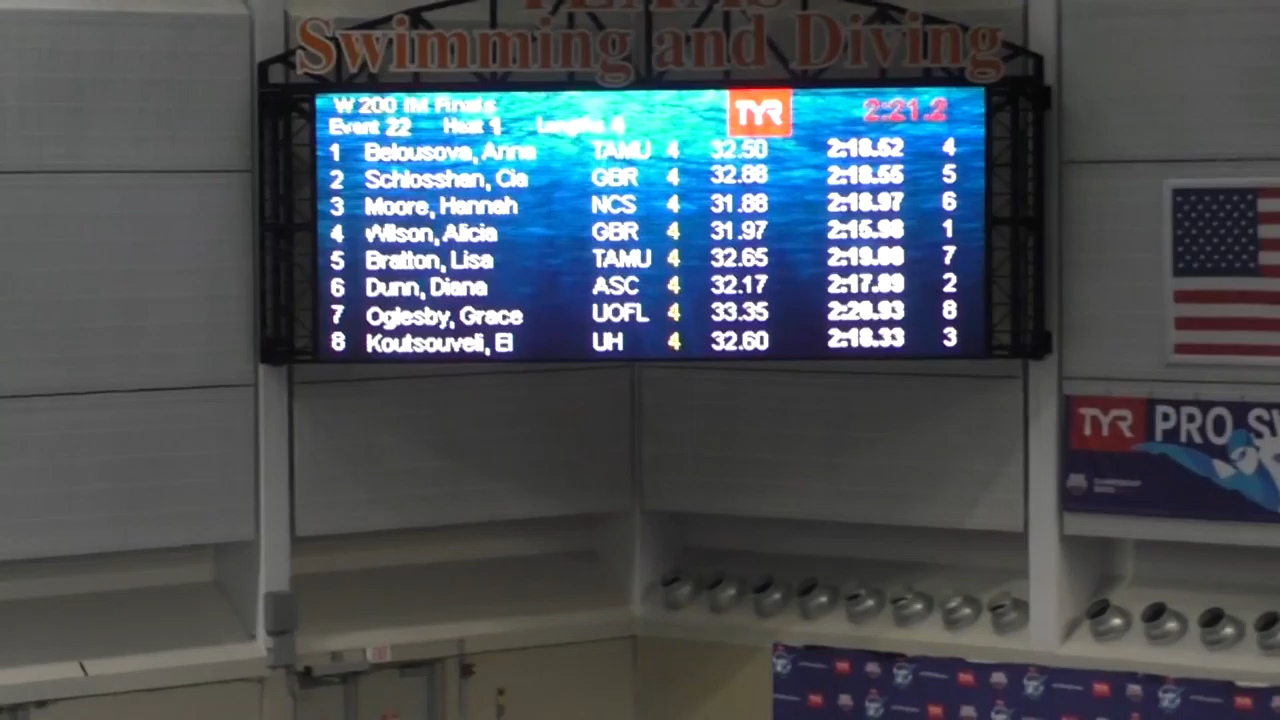 TEXAS
Swimming and Diving
W 200 IM Finals TYR 2:21.2
Event 22 Heat 1 Lengths 4
1 Belousova, Anna TAMU 4 32.50 2:18.52 4
2 Schlosshan, Cia GBR 4 32.88 2:18.55 5
3 Moore, Hannah NCS 4 31.88 2:18.97 6
4 Wilson, Alicia GBR 4 31.97 2:15.98 1
5 Bratton, Lisa TAMU 4 32.65 7
6 Dunn, Diana ASC 4 32.17 2:17.89 2
7 Oglesby, Grace UOFL 4 33.35 2:20.93 8
8 Koutsouveli, El UH 4 32.60 2:18.33 3
TYR PRO